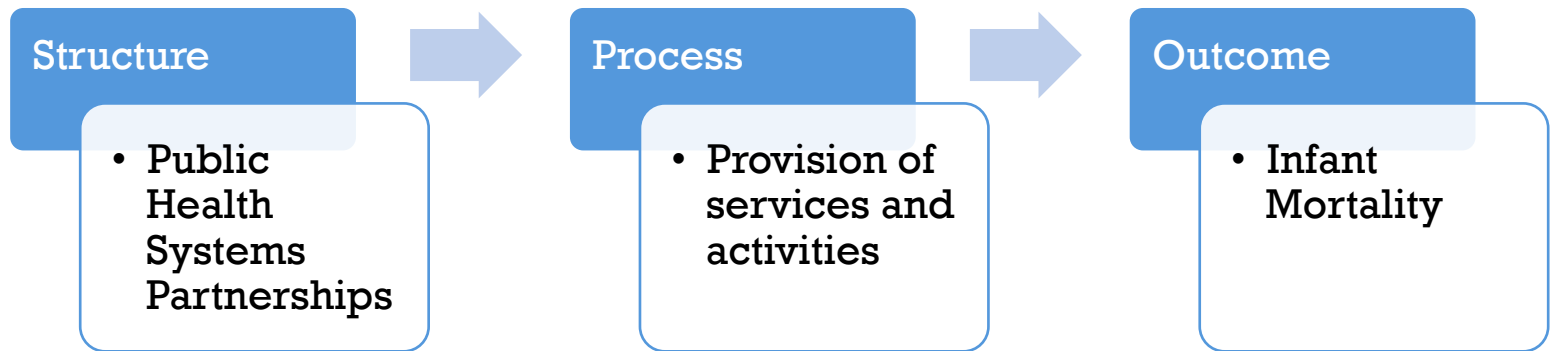 Structure
• Public
Health
Systems
Partnerships
Process
• Provision of
services and
activities
Outcome
• Infant
Mortality